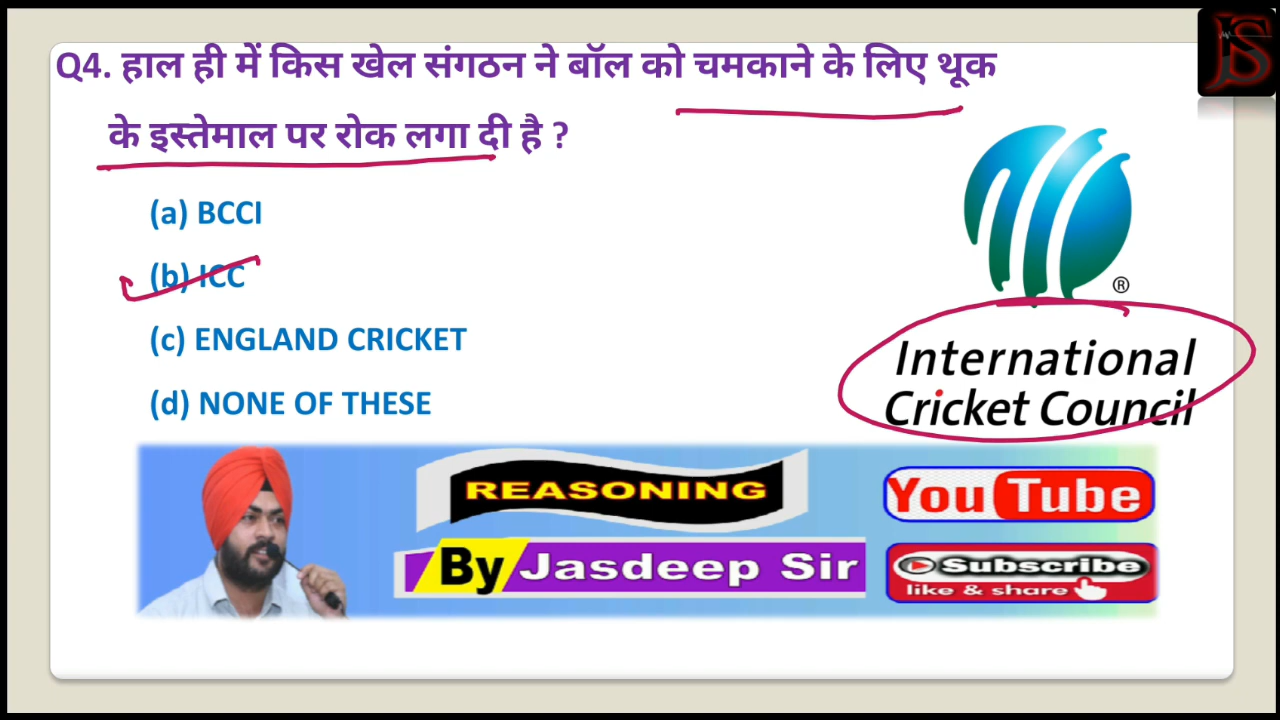 Q4. हाल ही में किस खेल संगठन ने बॉल को चमकाने के लिए थूक
के इस्तेमाल पर रोक लगा दी है ?
(a) BCCI
(b) ICC
(c) ENGLAND CRICKET
(d) NONE OF THESE
JS
®
International
Cricket Council
REASONING
By Jasdeep Sir
YouTube
Subscribe
like & share